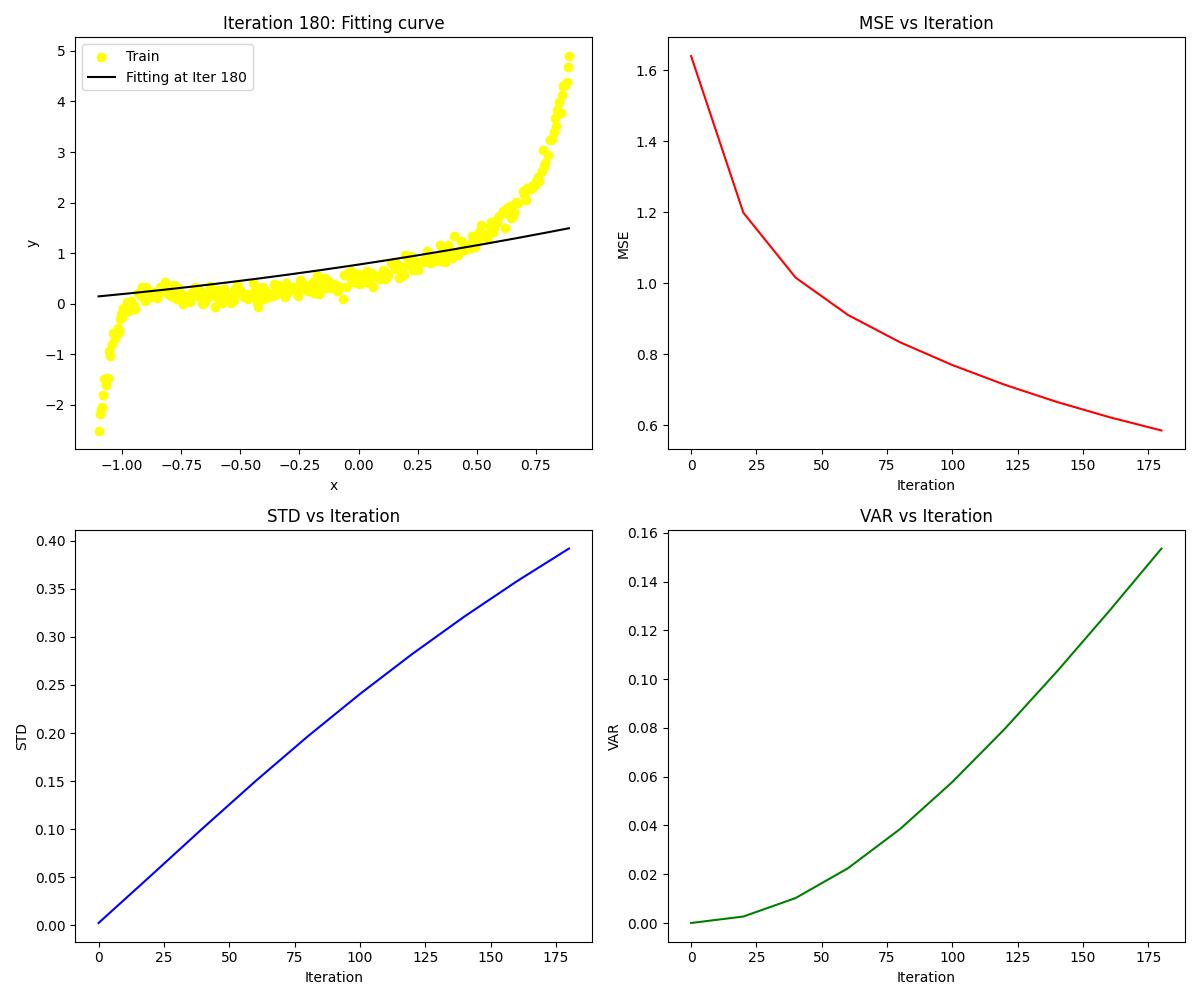 Iteration 180: Fitting curve
Train
Fitting at Iter 180
5
4
3
2
1
0
−1
−2
y
−1.00 −0.75 −0.50 −0.25 0.00 0.25 0.50 0.75
x
MSE vs Iteration
1.6
1.4
1.2
1.0
0.8
0.6
MSE
0 25 50 75 100 125 150 175
Iteration
STD vs Iteration
0.40
0.35
0.30
0.25
0.20
0.15
0.10
0.05
0.00
STD
0 25 50 75 100 125 150 175
Iteration
VAR vs Iteration
0.16
0.14
0.12
0.10
0.08
0.06
0.04
0.02
0.00
VAR
0 25 50 75 100 125 150 175
Iteration